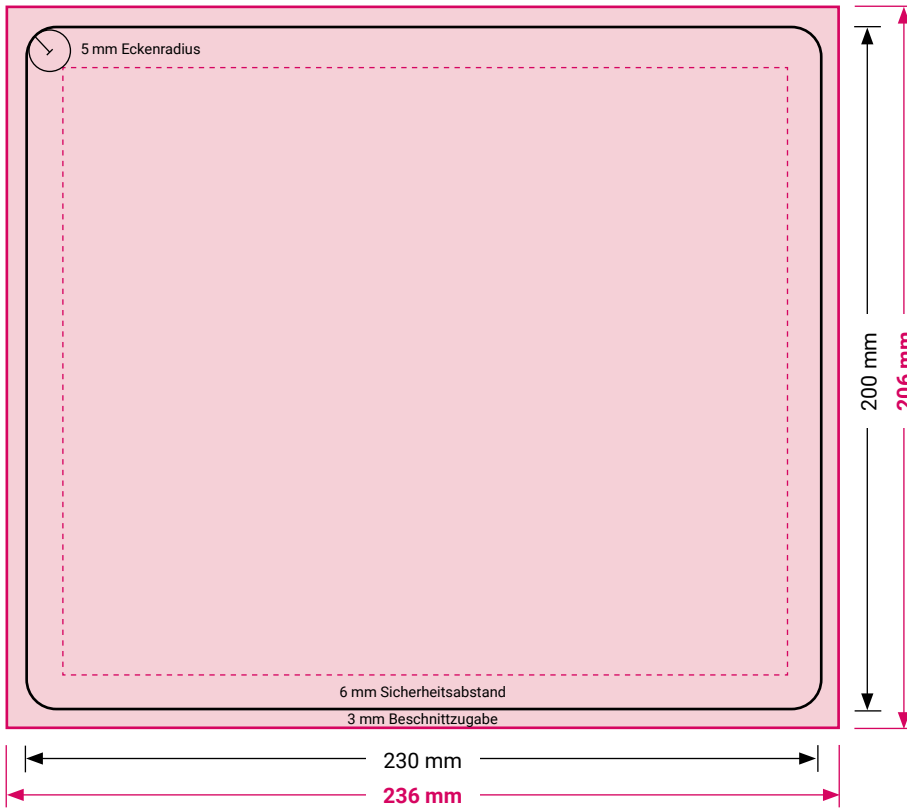 5 mm Eckenradius
200 mm
206 mm
6 mm Sicherheitsabstand
3 mm Beschnittzugabe
230 mm
236 mm